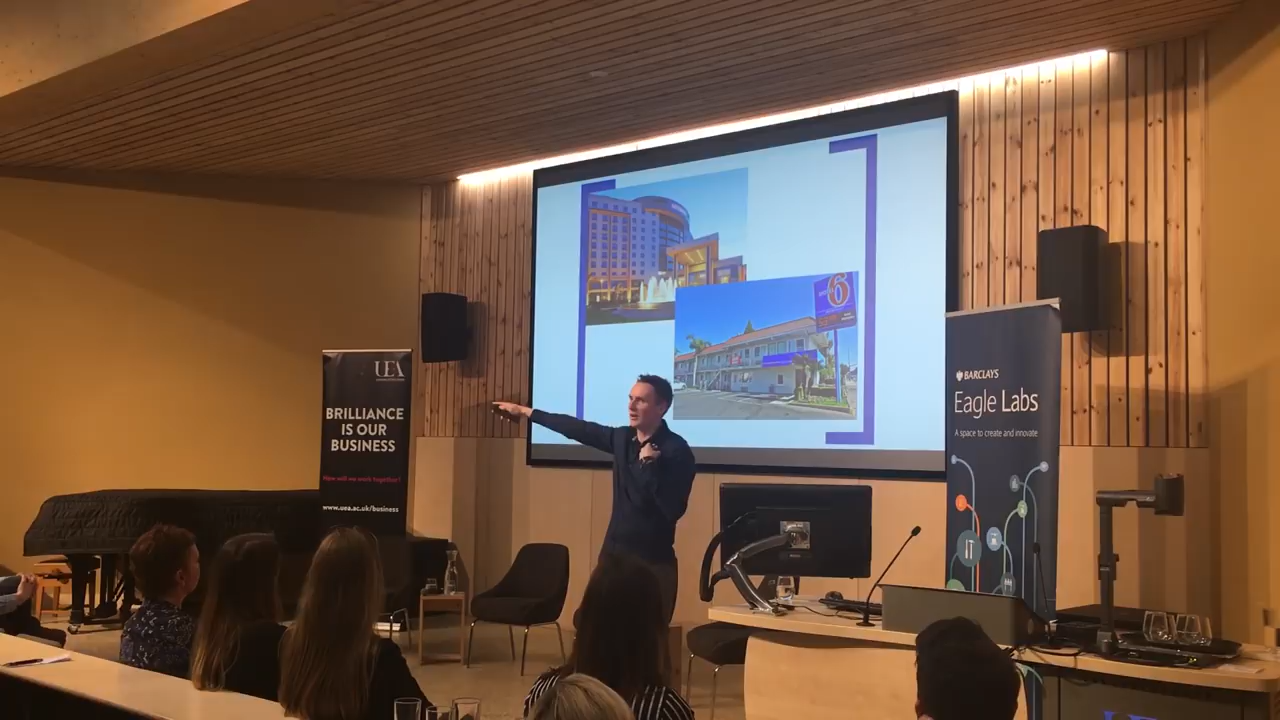 UEA
BRILLIANCE
IS OUR
BUSINESS
How will we work together?
www.uea.ac.uk/business
6
BARCLAYS
Eagle Labs
A space to create and innovate
IT